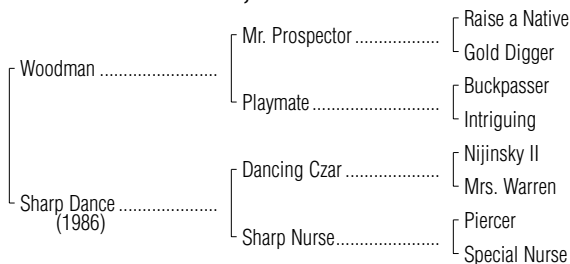 Raise a Native
Mr. Prospector ....................
Gold Digger
Woodman ............................
Buckpasser
Playmate ..............................
Intriguing
Nijinsky II
Dancing Czar ......................
Mrs. Warren
Sharp Dance .......................
(1986)
Piercer
Sharp Nurse ........................
Special Nurse